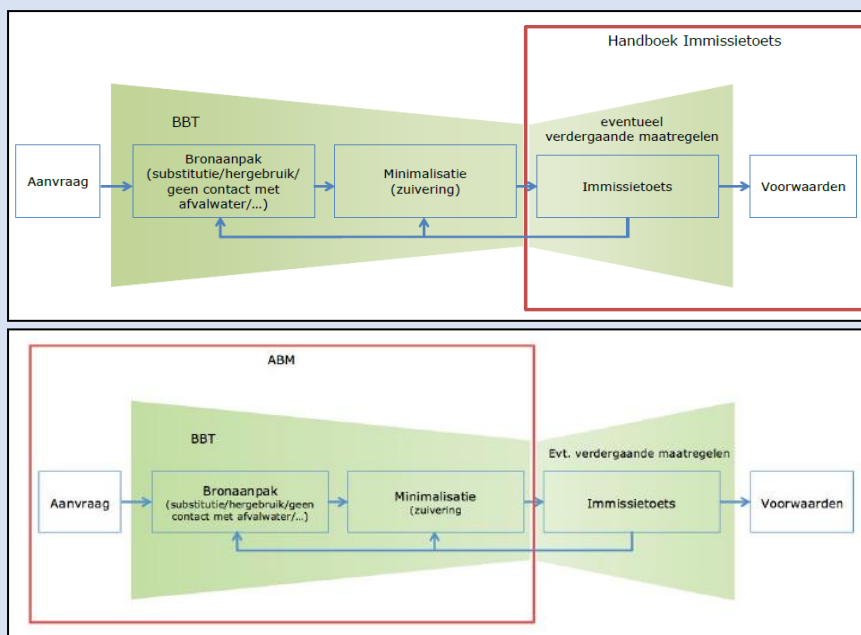 Handboek Immissietoets
BBT
eventueel
verdergaande maatregelen
Aanvraag
Bronaanpak
(substitutie/hergebruik/
geen contact met
afvalwater/...)
Minimalisatie
(zuivering)
Immissietoets
Voorwaarden
ABM
BBT
Evt. verdergaande maatregelen
Aanvraag
Bronaanpak
(substitutie/hergebruik/geen
contact met afvalwater/...)
Minimalisatie
(zuivering
Immissietoets
Voorwaarden